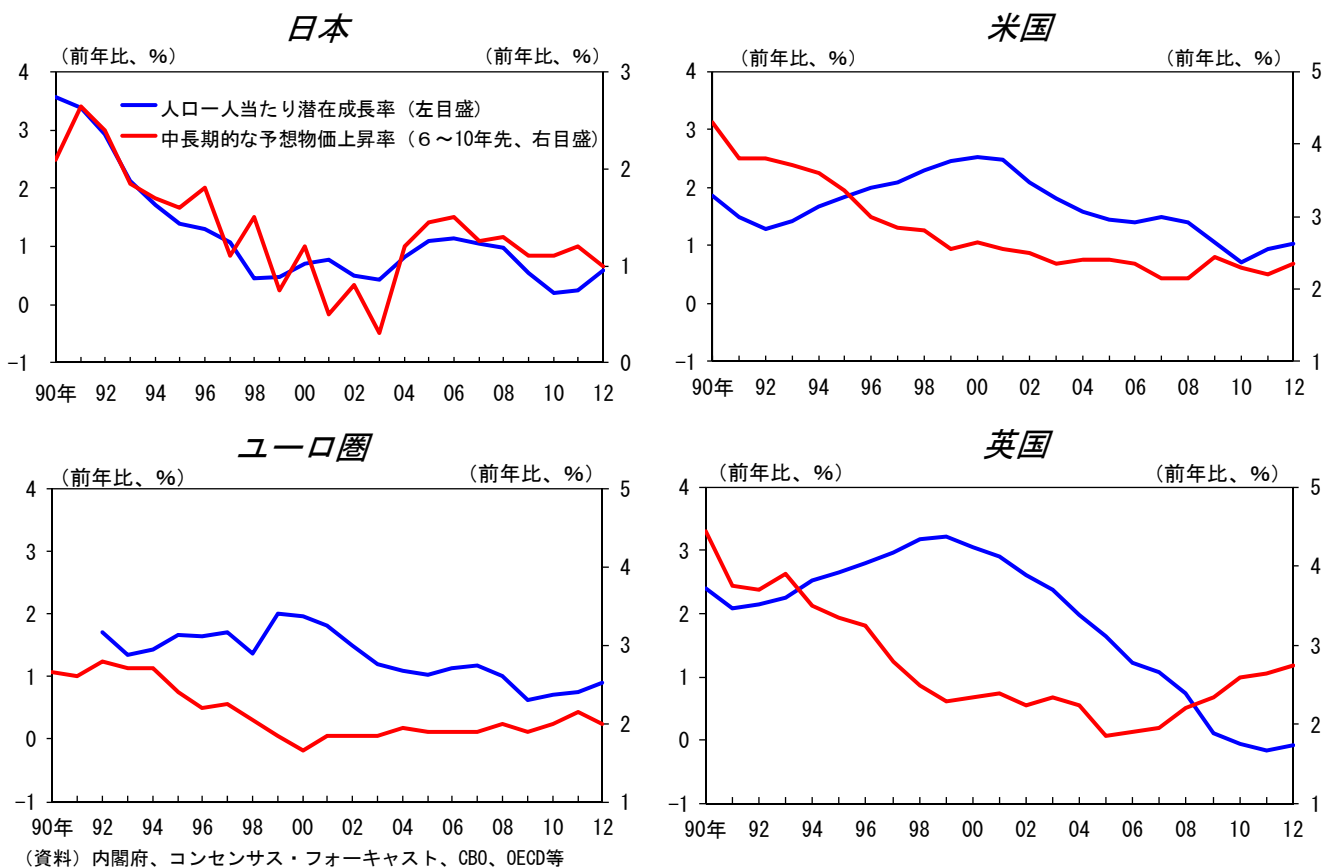 日本
（前年比、%）
（前年比、%）
4
3
2
1
0
-1
3
2
1
0
人口一人当たり潜在成長率（左目盛）
中長期的な予想物価上昇率（６～10年先、右目盛）
90年 92 94 96 98 00 02 04 06 08 10 12
米国
（前年比、%）
（前年比、%）
4
3
2
1
0
-1
5
4
3
2
1
90年 92 94 96 98 00 02 04 06 08 10 12
ユーロ圏
（前年比、%）
（前年比、%）
4
3
2
1
0
-1
5
4
3
2
1
90年 92 94 96 98 00 02 04 06 08 10 12
英国
（前年比、%）
（前年比、%）
4
3
2
1
0
-1
5
4
3
2
1
90年 92 94 96 98 00 02 04 06 08 10 12
（資料）内閣府、コンセンサス・フォーキャスト、CBO、OECD等